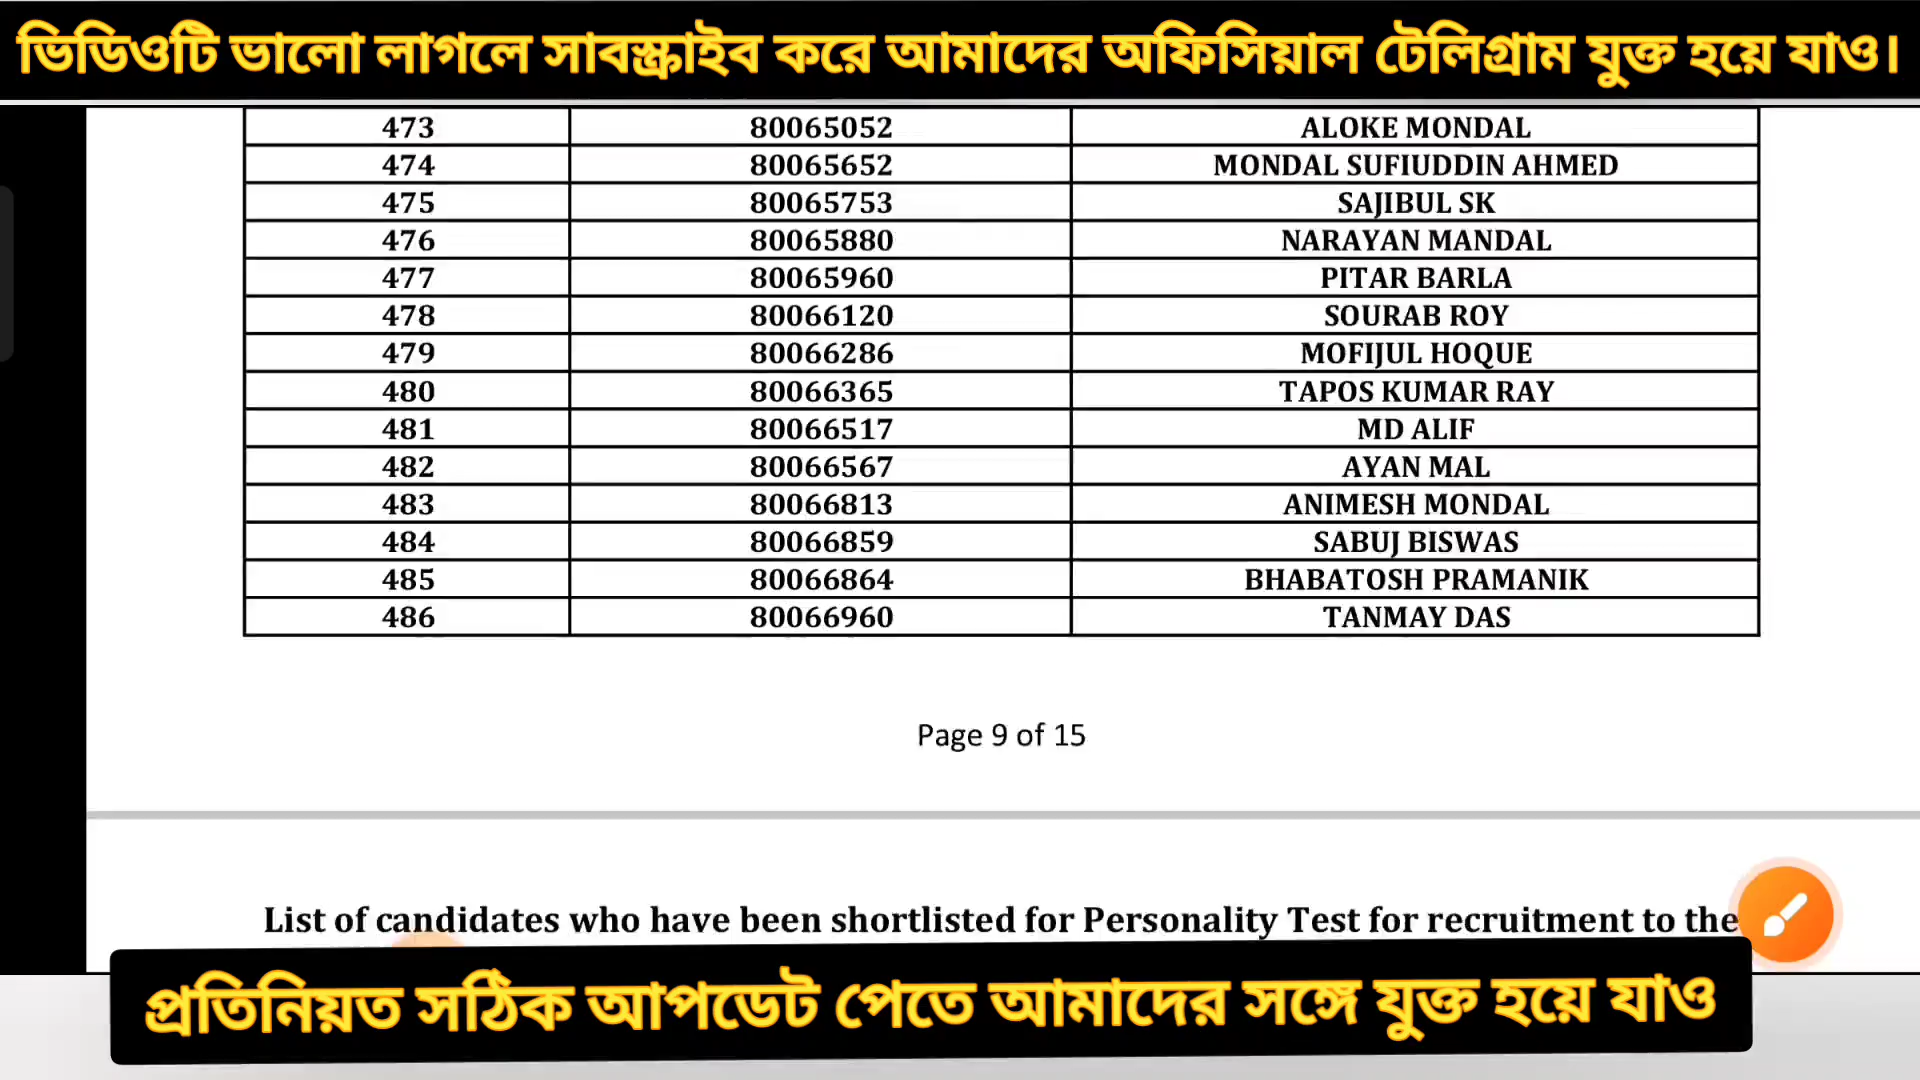 ভিডিওটি ভালো লাগলে সাবস্ক্রাইব করে আমাদের অফিসিয়াল টেলিগ্রাম যুক্ত হয়ে যাও।
473 80065052 ALOKE MONDAL
474 80065652 MONDAL SUFIUDDIN AHMED
475 80065753 SAJIBUL SK
476 80065880 NARAYAN MANDAL
477 80065960 PITAR BARLA
478 80066120 SOURAB ROY
479 80066286 MOFIJUL HOQUE
480 80066365 TAPOS KUMAR RAY
481 80066517 MD ALIF
482 80066567 AYAN MAL
483 80066813 ANIMESH MONDAL
484 80066859 SABUJ BISWAS
485 80066864 BHABATOSH PRAMANIK
486 80066960 TANMAY DAS
Page 9 of 15
List of candidates who have been shortlisted for Personality Test for recruitment to the
প্রতিনিয়ত সঠিক আপডেট পেতে আমাদের সঙ্গে যুক্ত হয়ে যাও